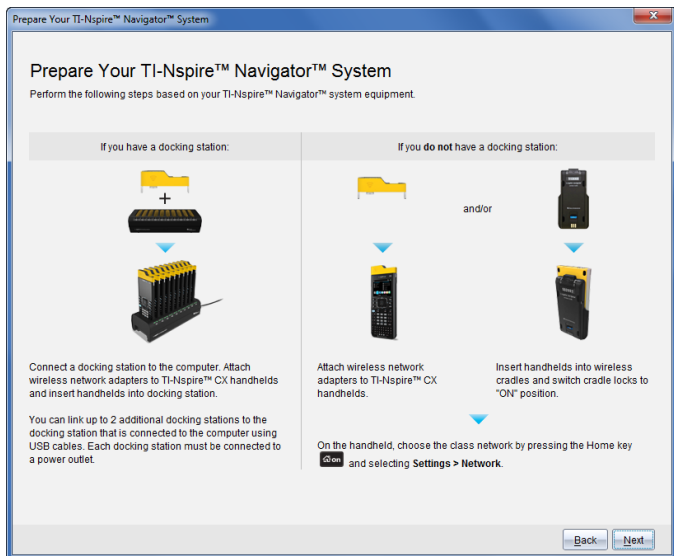 Prepare Your TI-Nspire™ Navigator™ System
Prepare Your TI-Nspire™ Navigator™ System
Perform the following steps based on your TI-Nspire™ Navigator™ system equipment.
If you have a docking station:
+
Connect a docking station to the computer. Attach
wireless network adapters to TI-Nspire™ CX handhelds
and insert handhelds into docking station.
You can link up to 2 additional docking stations to the
docking station that is connected to the computer using
USB cables. Each docking station must be connected to
a power outlet.
If you do not have a docking station:
and/or
Attach wireless network
adapters to TI-Nspire™ CX
handhelds.
Insert handhelds into wireless
cradles and switch cradle locks to
"ON" position.
On the handheld, choose the class network by pressing the Home key
on and selecting Settings > Network.
Back
Next